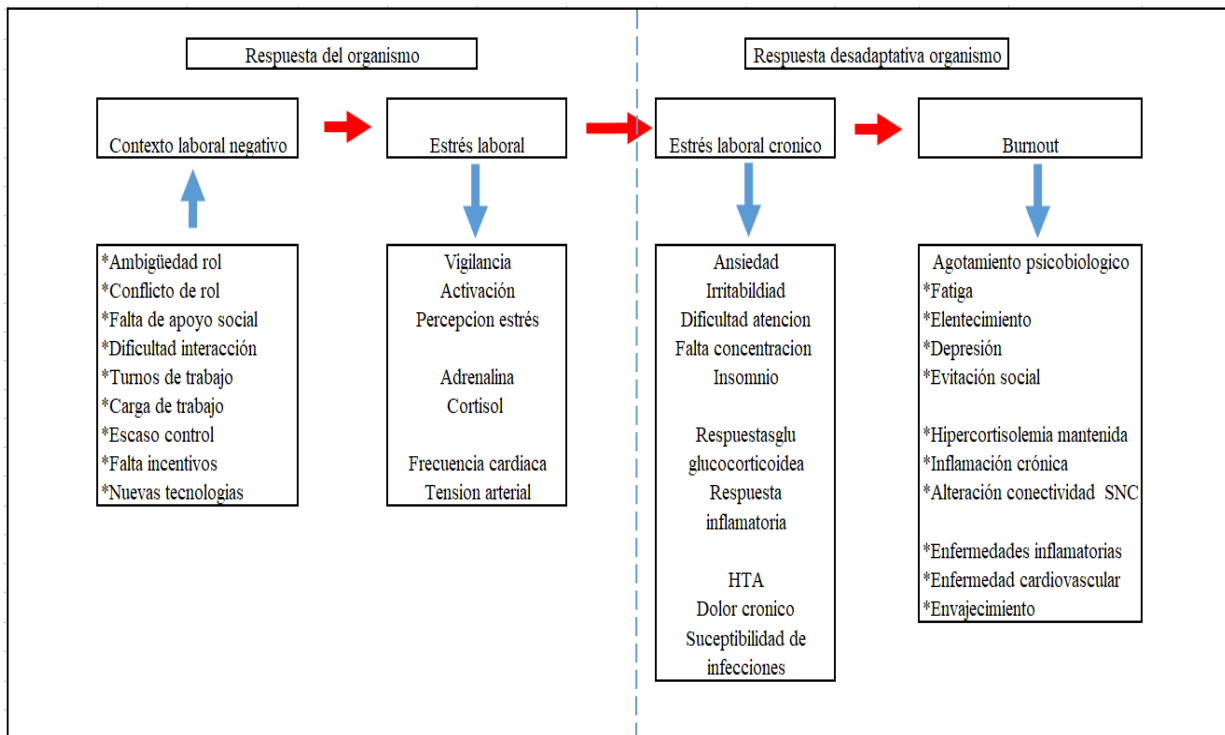 Respuesta del organismo
Respuesta desadaptativa organismo
Contexto laboral negativo
Estrés laboral
Estrés laboral cronico
Burnout
*Ambigüedad rol
*Conflicto de rol
*Falta de apoyo social
*Dificultad interacción
*Turnos de trabajo
*Carga de trabajo
*Escaso control
*Falta incentivos
*Nuevas tecnologias
Vigilancia
Activación
Percepcion estrés
Adrenalina
Cortisol
Frecuencia cardiaca
Tension arterial
Ansiedad
Irritabildiad
Dificultad atencion
Falta concentracion
Insomnio
Respuestasglu
glucocorticoidea
Respuesta
inflamatoria
HTA
Dolor cronico
Suceptibilidad de
infecciones
Agotamiento psicobiologico
*Fatiga
*Elentecimiento
*Depresión
*Evitación social
*Hipercortisolemia mantenida
*Inflamación crónica
*Alteración conectividad SNC
*Enfermedades inflamatorias
*Enfermedad cardiovascular
*Envajecimiento